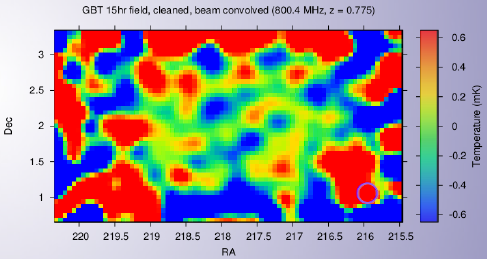 GBT 15hr field, cleaned, beam convolved (800.4 MHz, z = 0.775)
3
2.5
2
1.5
1
Dec
220 219.5 219 218.5 218 217.5 217 216.5 216 215.5
RA
0.6
0.4
0.2
0
-0.2
-0.4
-0.6
Temperature (mK)